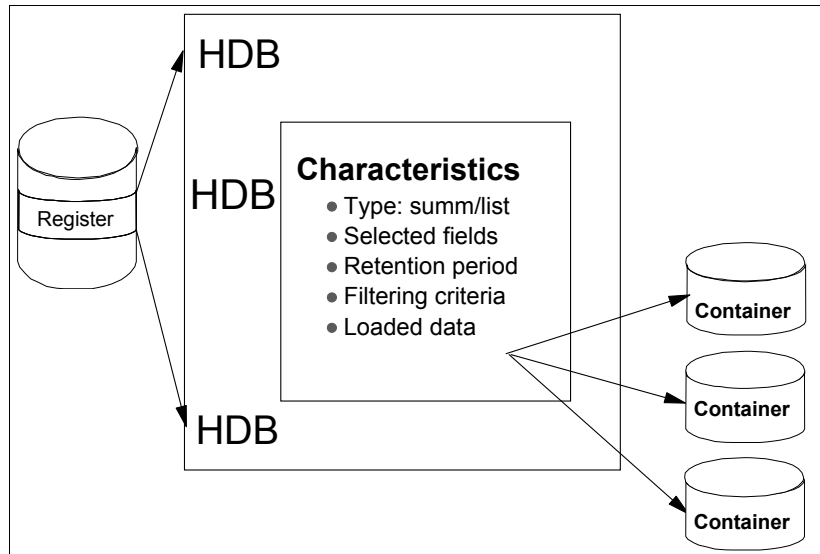 HDB
Register
HDB
Characteristics
● Type: summ/list
● Selected fields
● Retention period
● Filtering criteria
● Loaded data
HDB
Container
Container
Container